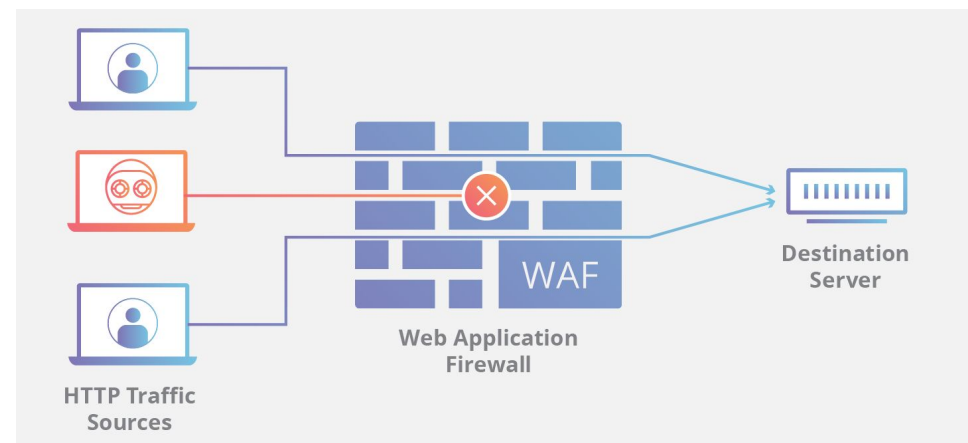 WAF
Web Application
Firewall
Destination
Server
HTTP Traffic
Sources